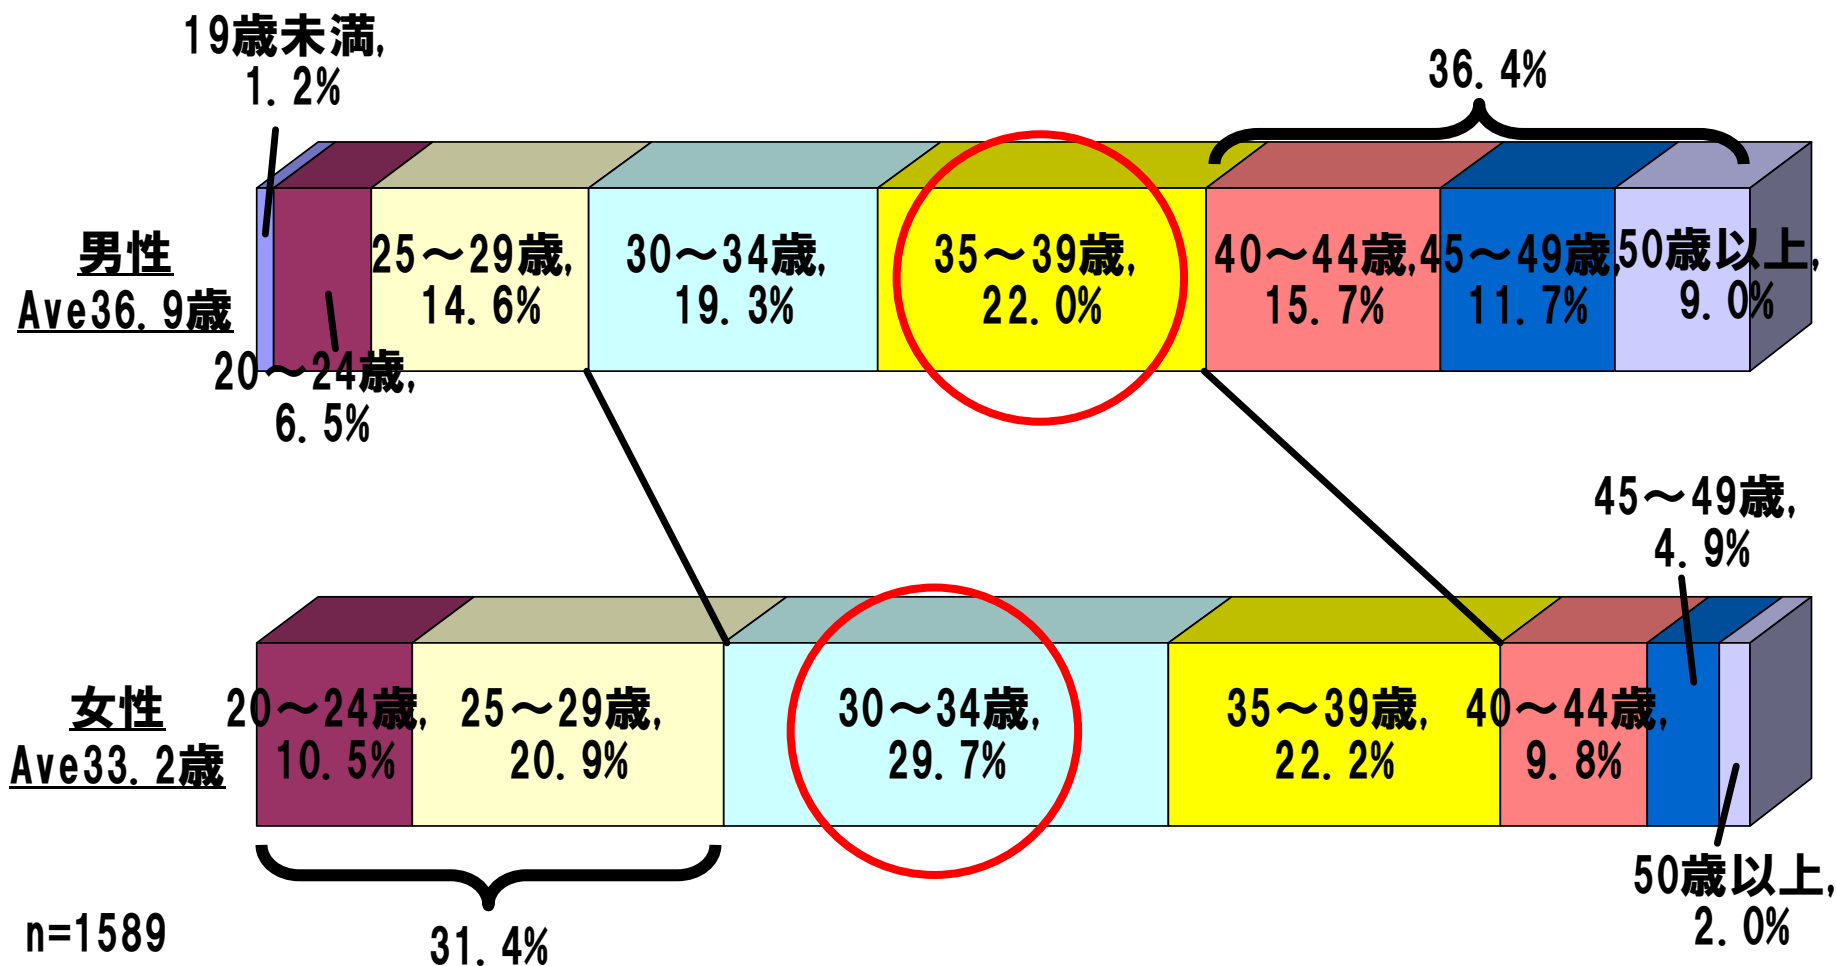 19歳未満,
1.2%
36.4%
男性
Ave36.9歳
25～29歳,
14.6%
30～34歳,
19.3%
35～39歳,
22.0%
40～44歳,
15.7%
45～49歳,
11.7%
50歳以上,
9.0%
20～24歳,
6.5%
45～49歳,
4.9%
女性
Ave33.2歳
20～24歳,
10.5%
25～29歳,
20.9%
30～34歳,
29.7%
35～39歳,
22.2%
40～44歳,
9.8%
50歳以上,
2.0%
31.4%
n=1589